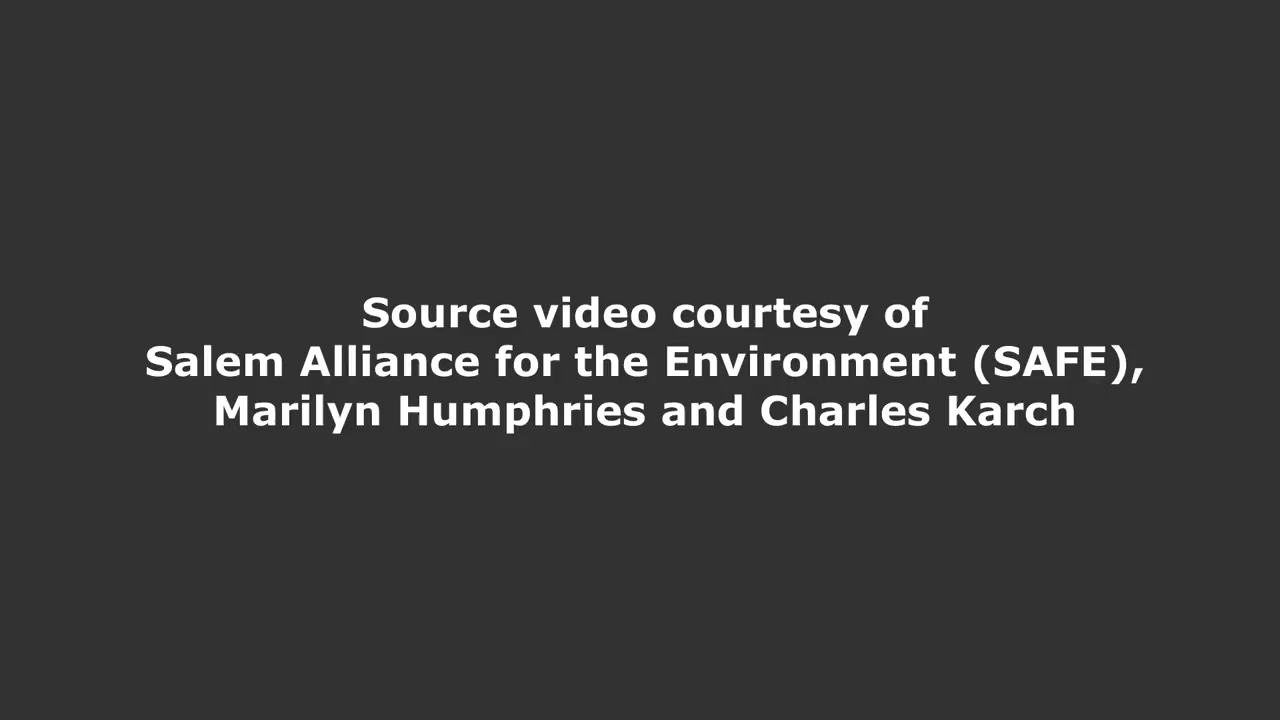 Source video courtesy of
Salem Alliance for the Environment (SAFE),
Marilyn Humphries and Charles Karch